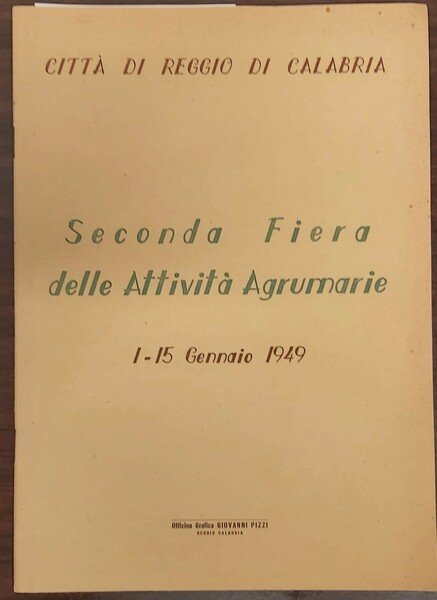 CITTÀ DI REGGIO DI CALABRIA
Seconda Fiera
delle Attività Agrumarie
1-15 Gennaio 1949
Officina Grafica GIOVANNI PIZZI
REGGIO CALABRIA